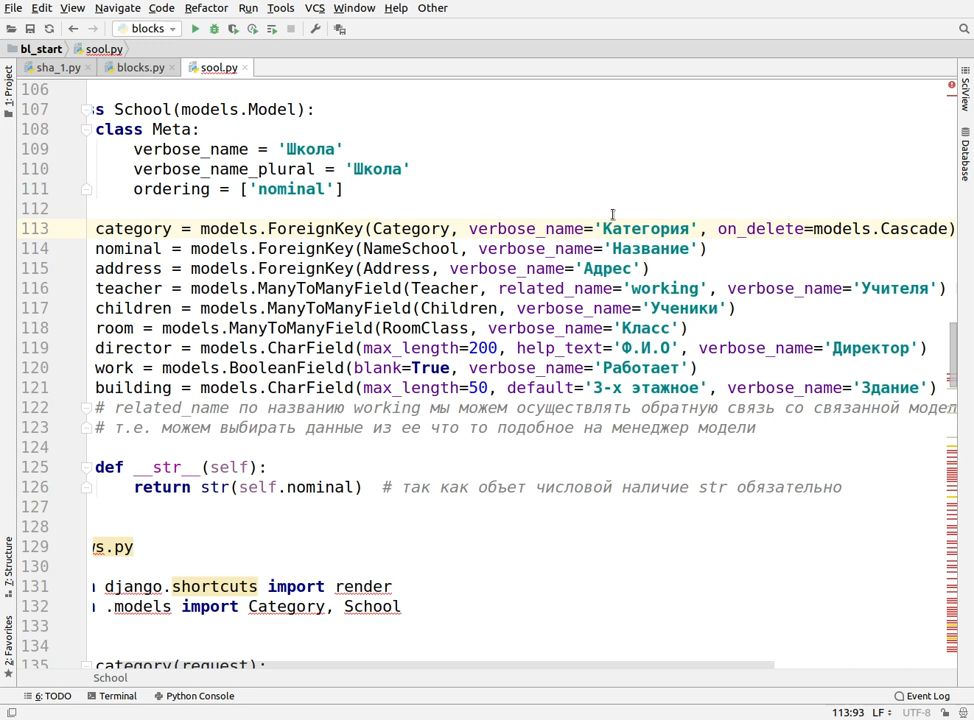 File Edit View Navigate Code Refactor Run Tools VCS Window Help Other
blocks
bl_start sool.py
sha_1.py blocks.py sool.py
1: Project
SciView
Database
106
107 s School(models.Model):
108 class Meta:
109 verbose_name = 'Школа'
110 verbose_name_plural = 'Школа'
111 ordering = ['nominal']
112
113 category = models.ForeignKey(Category, verbose_name='Категория', on_delete=models.Cascade)
114 nominal = models.ForeignKey(NameSchool, verbose_name='Название')
115 address = models.ForeignKey(Address, verbose_name='Адрес')
116 teacher = models.ManyToManyField(Teacher, related_name='working', verbose_name='Учителя')
117 children = models.ManyToManyField(Children, verbose_name='Ученики')
118 room = models.ManyToManyField(RoomClass, verbose_name='Класс')
119 director = models.CharField(max_length=200, help_text='Ф.И.О', verbose_name='Директор')
120 work = models.BooleanField(blank=True, verbose_name='Работает')
121 building = models.CharField(max_length=50, default='3-х этажное', verbose_name='Здание')
122 # related_name по названию working мы можем осуществлять обратную связь со связанной модел
123 # т.е. можем выбирать данные из ее что то подобное на менеджер модели
124
125 def __str__(self):
126 return str(self.nominal) # так как объет числовой наличие str обязательно
127
128
129 ws.py
130
131 django.shortcuts import render
132 .models import Category, School
133
134
135 category(request):
7: Structure
2: Favorites
School
6: TODO Terminal Python Console Event Log
113:93 LF UTF-8